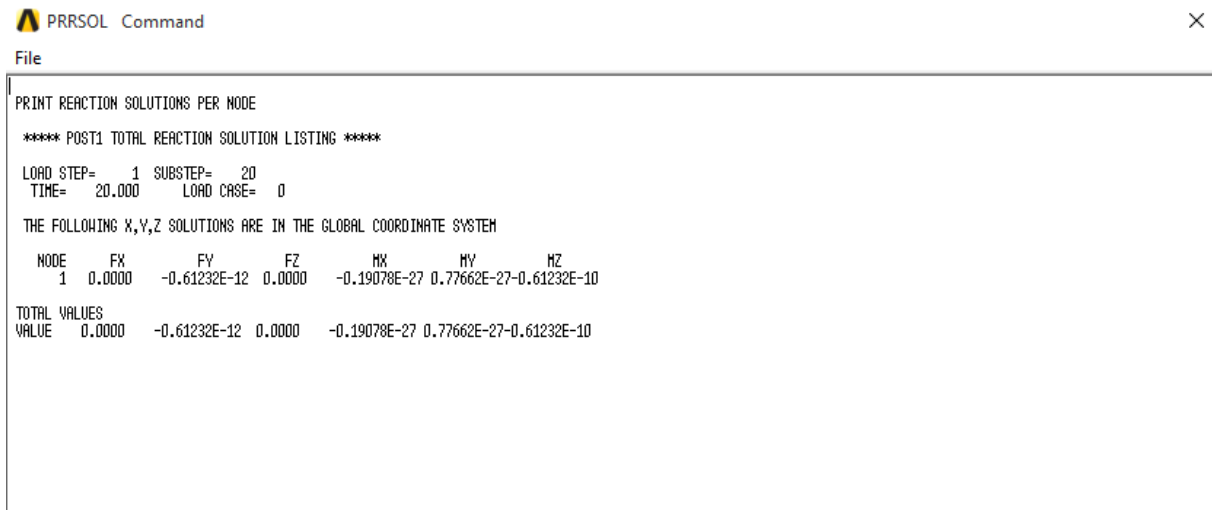 PRRSOL Command
File
PRINT REACTION SOLUTIONS PER NODE
***** POST1 TOTAL REACTION SOLUTION LISTING *****
LOAD STEP= 1 SUBSTEP= 20
TIME= 20.000 LOAD CASE= 0
THE FOLLOWING X,Y,Z SOLUTIONS ARE IN THE GLOBAL COORDINATE SYSTEM
NODE FX FY FZ MX MY MZ
1 0.0000 -0.61232E-12 0.0000 -0.19078E-27 0.77662E-27-0.61232E-10
TOTAL VALUES
VALUE 0.0000 -0.61232E-12 0.0000 -0.19078E-27 0.77662E-27-0.61232E-10